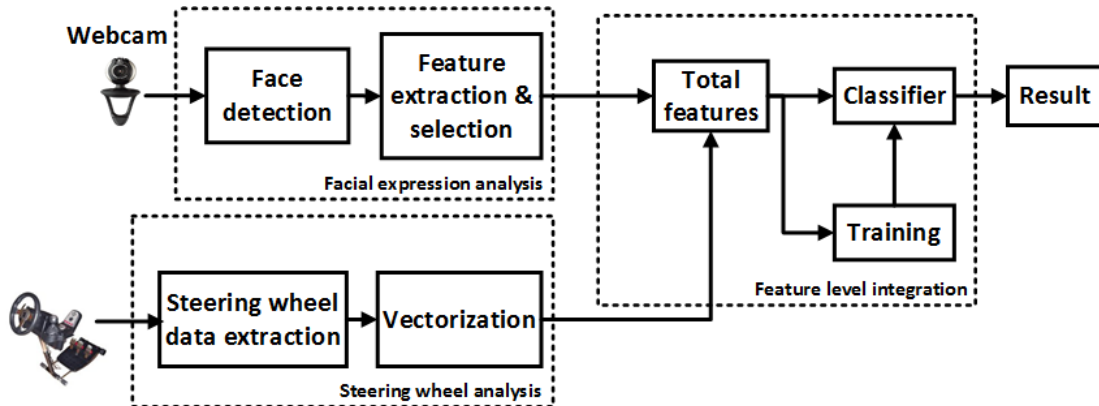 Webcam
Face
detection
Feature
extraction &
selection
Facial expression analysis
Total
features
Classifier
Training
Feature level integration
Result
Steering wheel
data extraction
Vectorization
Steering wheel analysis